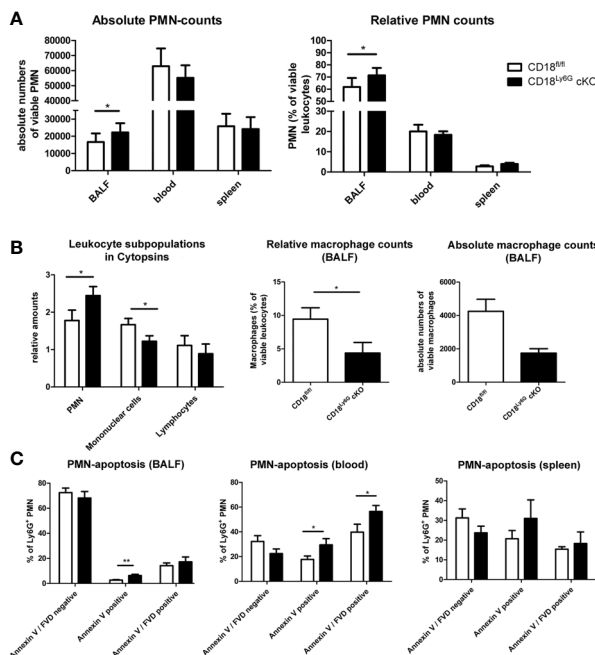 A
Absolute PMN-counts
absolute numbers
of viable PMN
80000
70000
60000
50000
40000
30000
20000
10000
0
*
BALF
blood
spleen
Relative PMN counts
PMN (% of viable
leukocytes)
100
90
80
70
60
50
40
30
20
10
0
*
BALF
blood
spleen
CD18fl/fl
CD18Ly6G cKO
B
Leukocyte subpopulations
in Cytopsins
relative amounts
3
2
1
0
*
*
PMN
Mononuclear cells
Lymphocytes
Relative macrophage counts
(BALF)
Macrophages (% of
viable leukocytes)
15
10
5
0
*
CD18fl/fl
CD18Ly6G cKO
Absolute macrophage counts
(BALF)
absolute numbers of
viable macrophages
6000
4000
2000
0
CD18fl/fl
CD18Ly6G cKO
C
PMN-apoptosis (BALF)
% of Ly6G+ PMN
80
60
40
20
0
**
Annexin V / FVD negative
Annexin V positive
Annexin V / FVD positive
PMN-apoptosis (blood)
% of Ly6G+ PMN
80
60
40
20
0
*
*
Annexin V / FVD negative
Annexin V positive
Annexin V / FVD positive
PMN-apoptosis (spleen)
% of Ly6G+ PMN
50
40
30
20
10
0
Annexin V / FVD negative
Annexin V positive
Annexin V / FVD positive